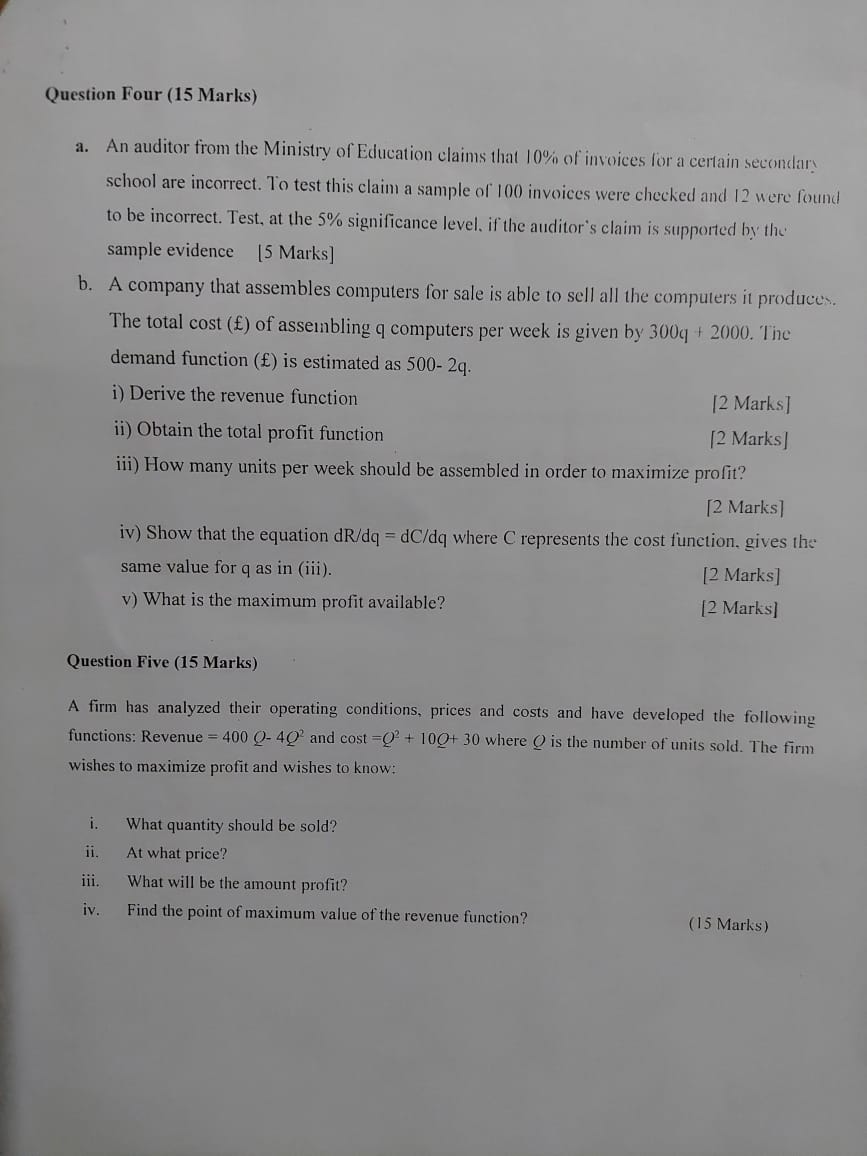 Question Four (15 Marks)
a. An auditor from the Ministry of Education claims that 10% of invoices for a certain secondary
school are incorrect. To test this claim a sample of 100 invoices were checked and 12 were found
to be incorrect. Test, at the 5% significance level, if the auditor's claim is supported by the
sample evidence [5 Marks]
b. A company that assembles computers for sale is able to sell all the computers it produces.
The total cost (£) of assembling q computers per week is given by 300q + 2000. The
demand function (£) is estimated as 500- 2q.
i) Derive the revenue function [2 Marks]
ii) Obtain the total profit function [2 Marks]
iii) How many units per week should be assembled in order to maximize profit?
[2 Marks]
iv) Show that the equation dR/dq = dC/dq where C represents the cost function, gives the
same value for q as in (iii). [2 Marks]
v) What is the maximum profit available? [2 Marks]
Question Five (15 Marks)
A firm has analyzed their operating conditions, prices and costs and have developed the following
functions: Revenue = 400 Q- 4Q² and cost =Q² + 10Q+ 30 where Q is the number of units sold. The firm
wishes to maximize profit and wishes to know:
i. What quantity should be sold?
ii. At what price?
iii. What will be the amount profit?
iv. Find the point of maximum value of the revenue function? (15 Marks)